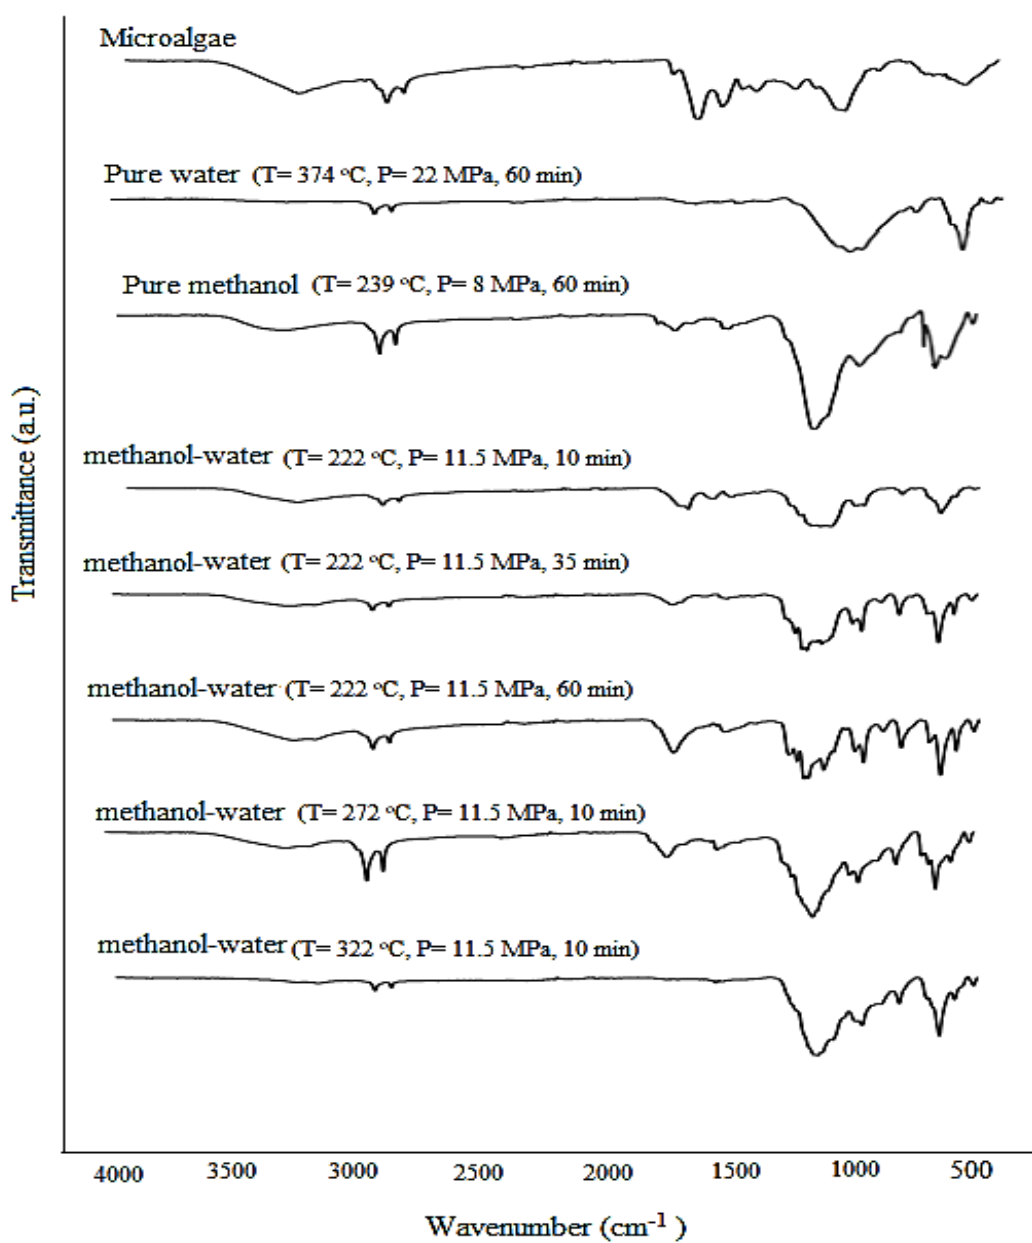 Microalgae
Pure water (T= 374 °C, P= 22 MPa, 60 min)
Pure methanol (T= 239 °C, P= 8 MPa, 60 min)
methanol-water (T= 222 °C, P= 11.5 MPa, 10 min)
methanol-water (T= 222 °C, P= 11.5 MPa, 35 min)
methanol-water (T= 222 °C, P= 11.5 MPa, 60 min)
methanol-water (T= 272 °C, P= 11.5 MPa, 10 min)
methanol-water (T= 322 °C, P= 11.5 MPa, 10 min)
Transmittance (a.u.)
4000 3500 3000 2500 2000 1500 1000 500
Wavenumber (cm⁻¹ )